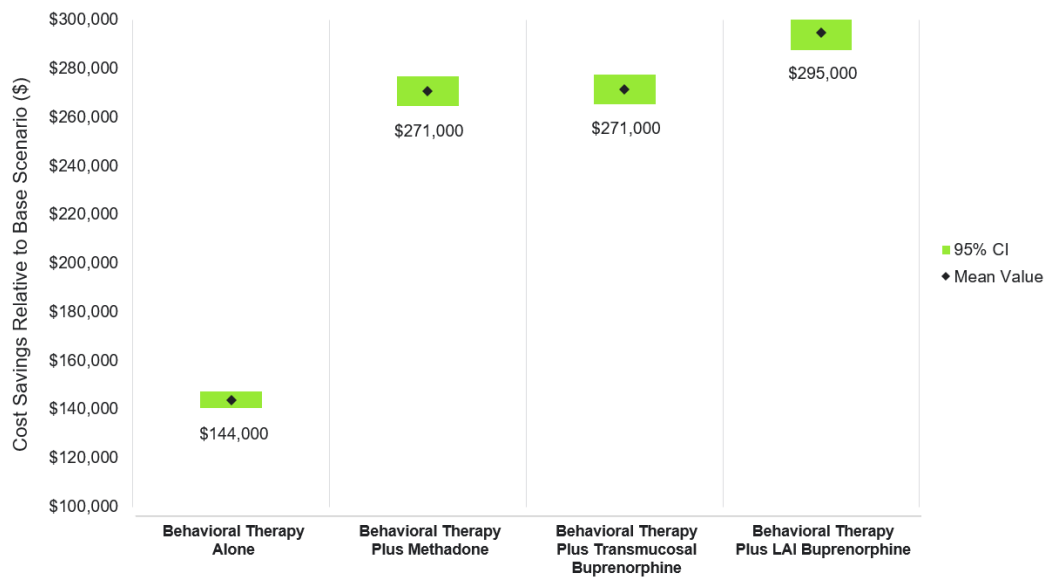 Cost Savings Relative to Base Scenario ($)
$300,000
$280,000
$260,000
$240,000
$220,000
$200,000
$180,000
$160,000
$140,000
$120,000
$100,000
$144,000
$271,000
$271,000
$295,000
Behavioral Therapy
Alone
Behavioral Therapy
Plus Methadone
Behavioral Therapy
Plus Transmucosal
Buprenorphine
Behavioral Therapy
Plus LAI Buprenorphine
95% CI
Mean Value